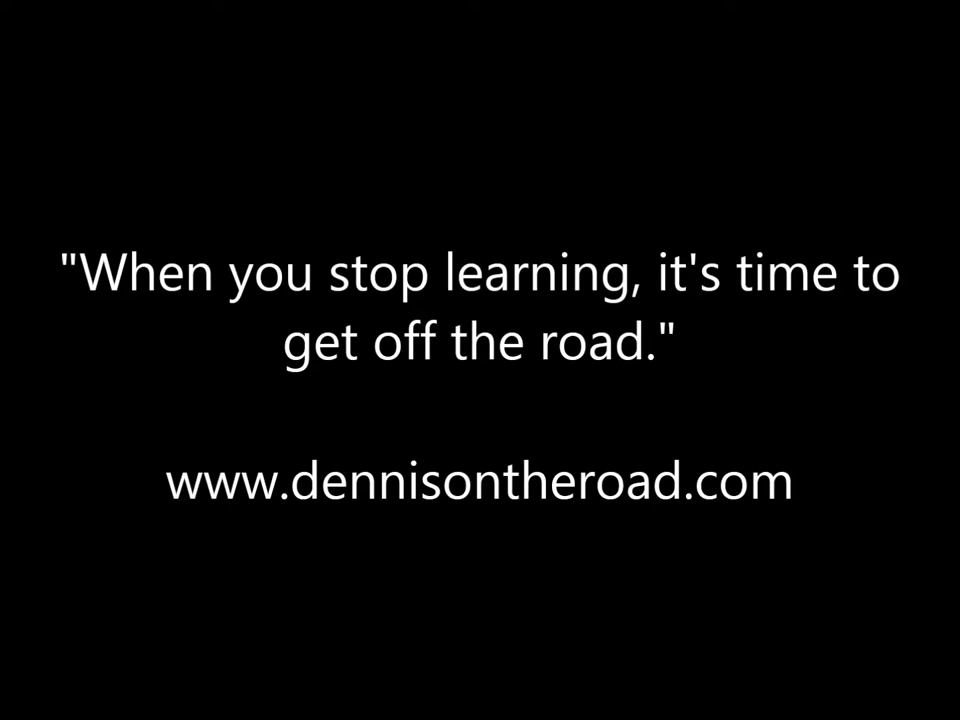 "When you stop learning, it's time to
get off the road."
www.dennisontheroad.com